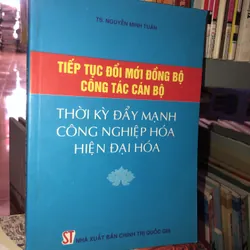 TS. NGUYỄN MINH TUẤN
TIẾP TỤC ĐỔI MỚI ĐỒNG BỘ
CÔNG TÁC CÁN BỘ
THỜI KỲ ĐẨY MẠNH
CÔNG NGHIỆP HÓA
HIỆN ĐẠI HÓA
ST NHÀ XUẤT BẢN CHÍNH TRỊ QUỐC GIA